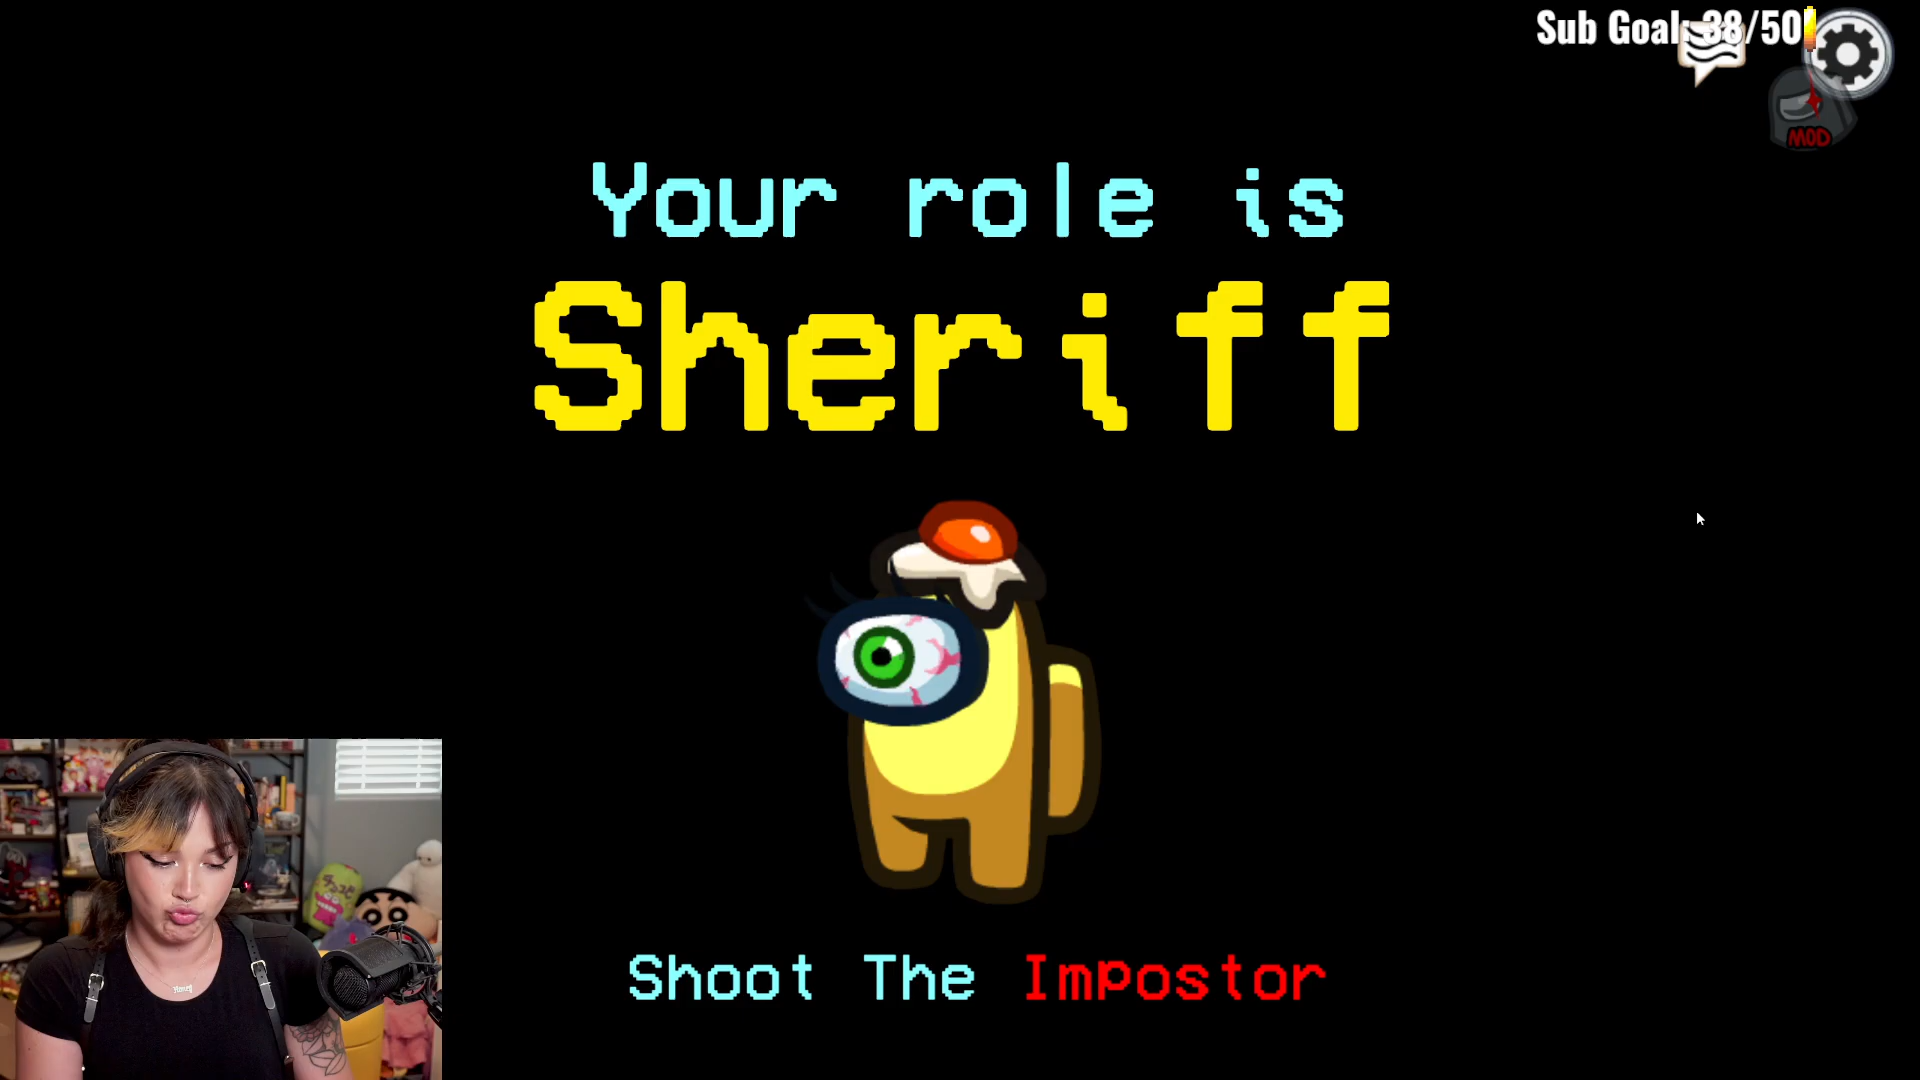 Sub Goal: 38/50
MOD
Your role is
Sheriff
Shoot The Impostor